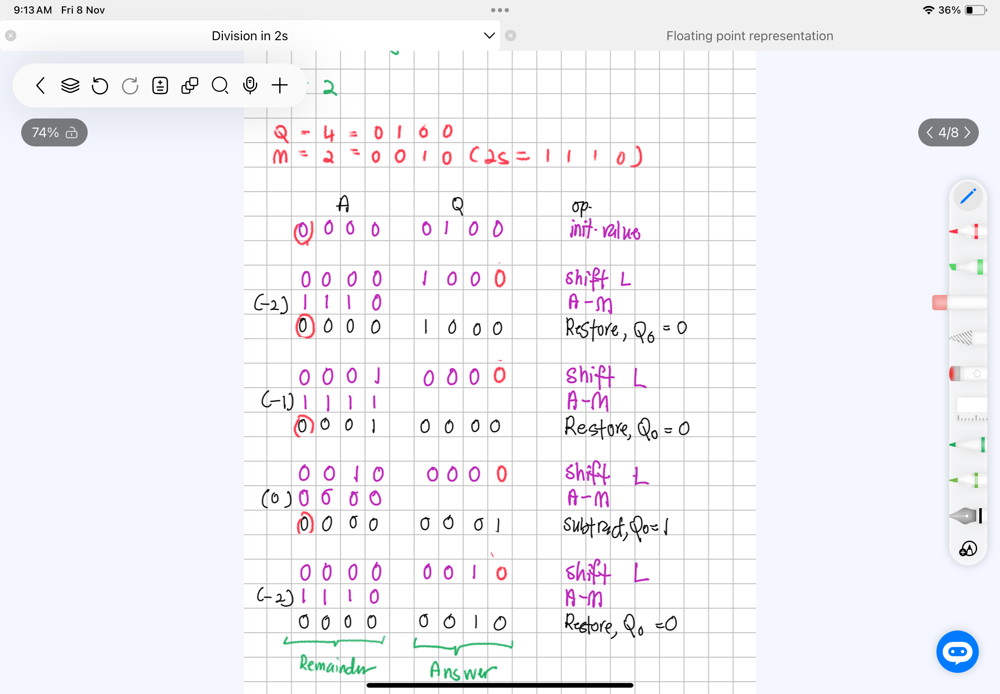 9:13 AM Fri 8 Nov 36%
Division in 2s Floating point representation
2
74% 4/8
Q - 4 = 0 1 0 0
M = 2 = 0 0 1 0 (2s = 1 1 1 0)
A Q op.
0 0 0 0 0 1 0 0 init-value
0 0 0 0 1 0 0 0 shift L
(-2) 1 1 1 0 A-M
0 0 0 0 1 0 0 0 Restore, Q0 = 0
0 0 0 1 0 0 0 0 Shift L
(-1) 1 1 1 1 A-M
0 0 0 1 0 0 0 0 Restore, Q0 = 0
0 0 1 0 0 0 0 0 Shift L
(0) 0 0 0 0 A-M
0 0 0 0 0 0 0 1 Subtract, Q0=1
0 0 0 0 0 0 1 0 Shift L
(-2) 1 1 1 0 A-M
0 0 0 0 0 0 1 0 Restore, Q0 =0
Remainder Answer